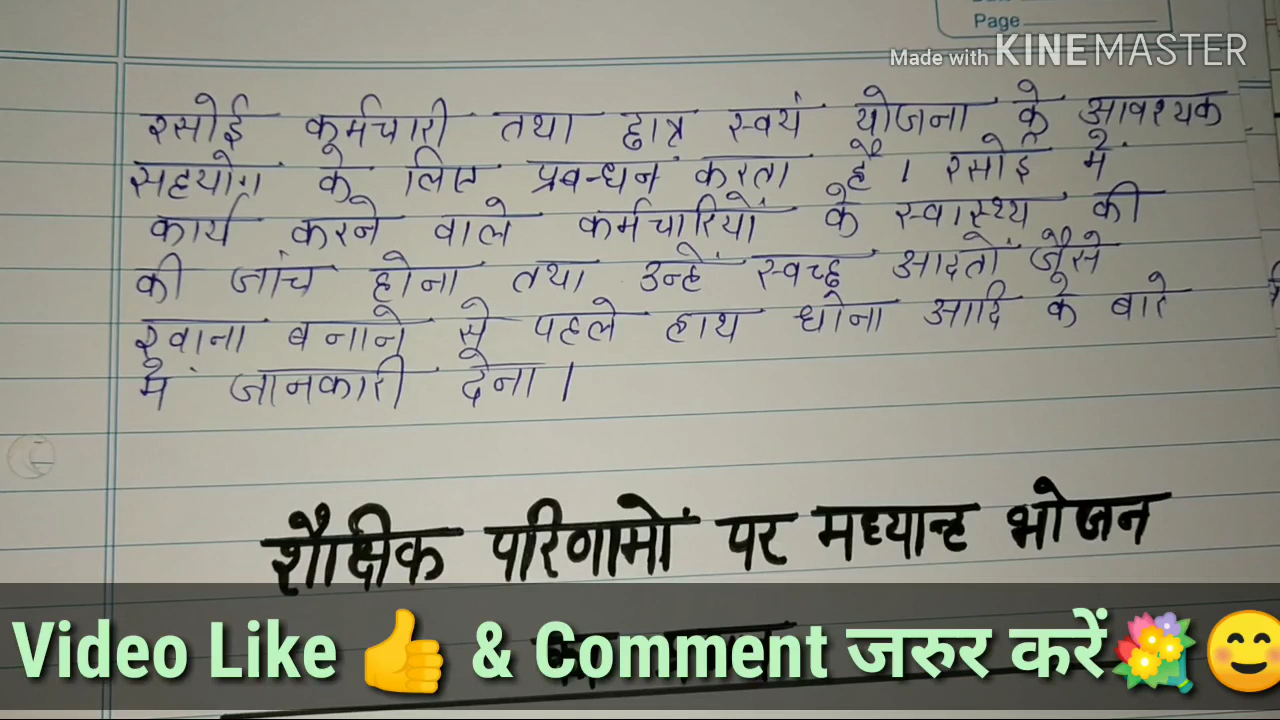 Page
Made with KINEMASTER
रसोई कर्मचारी तथा छात्र स्वयं योजना के आवश्यक
सहयोग के लिए प्रबन्धन करता है। रसोई में
कार्य करने वाले कर्मचारियों के स्वास्थ्य की
की जांच होना तथा उन्हें स्वच्छ आदतों जैसे
खाना बनाने से पहले हाथ धोना आदि के बारे
में जानकारी देना।
शैक्षिक परिणामों पर मध्यान्ह भोजन
Video Like 👍 & Comment जरुर करें💐😊